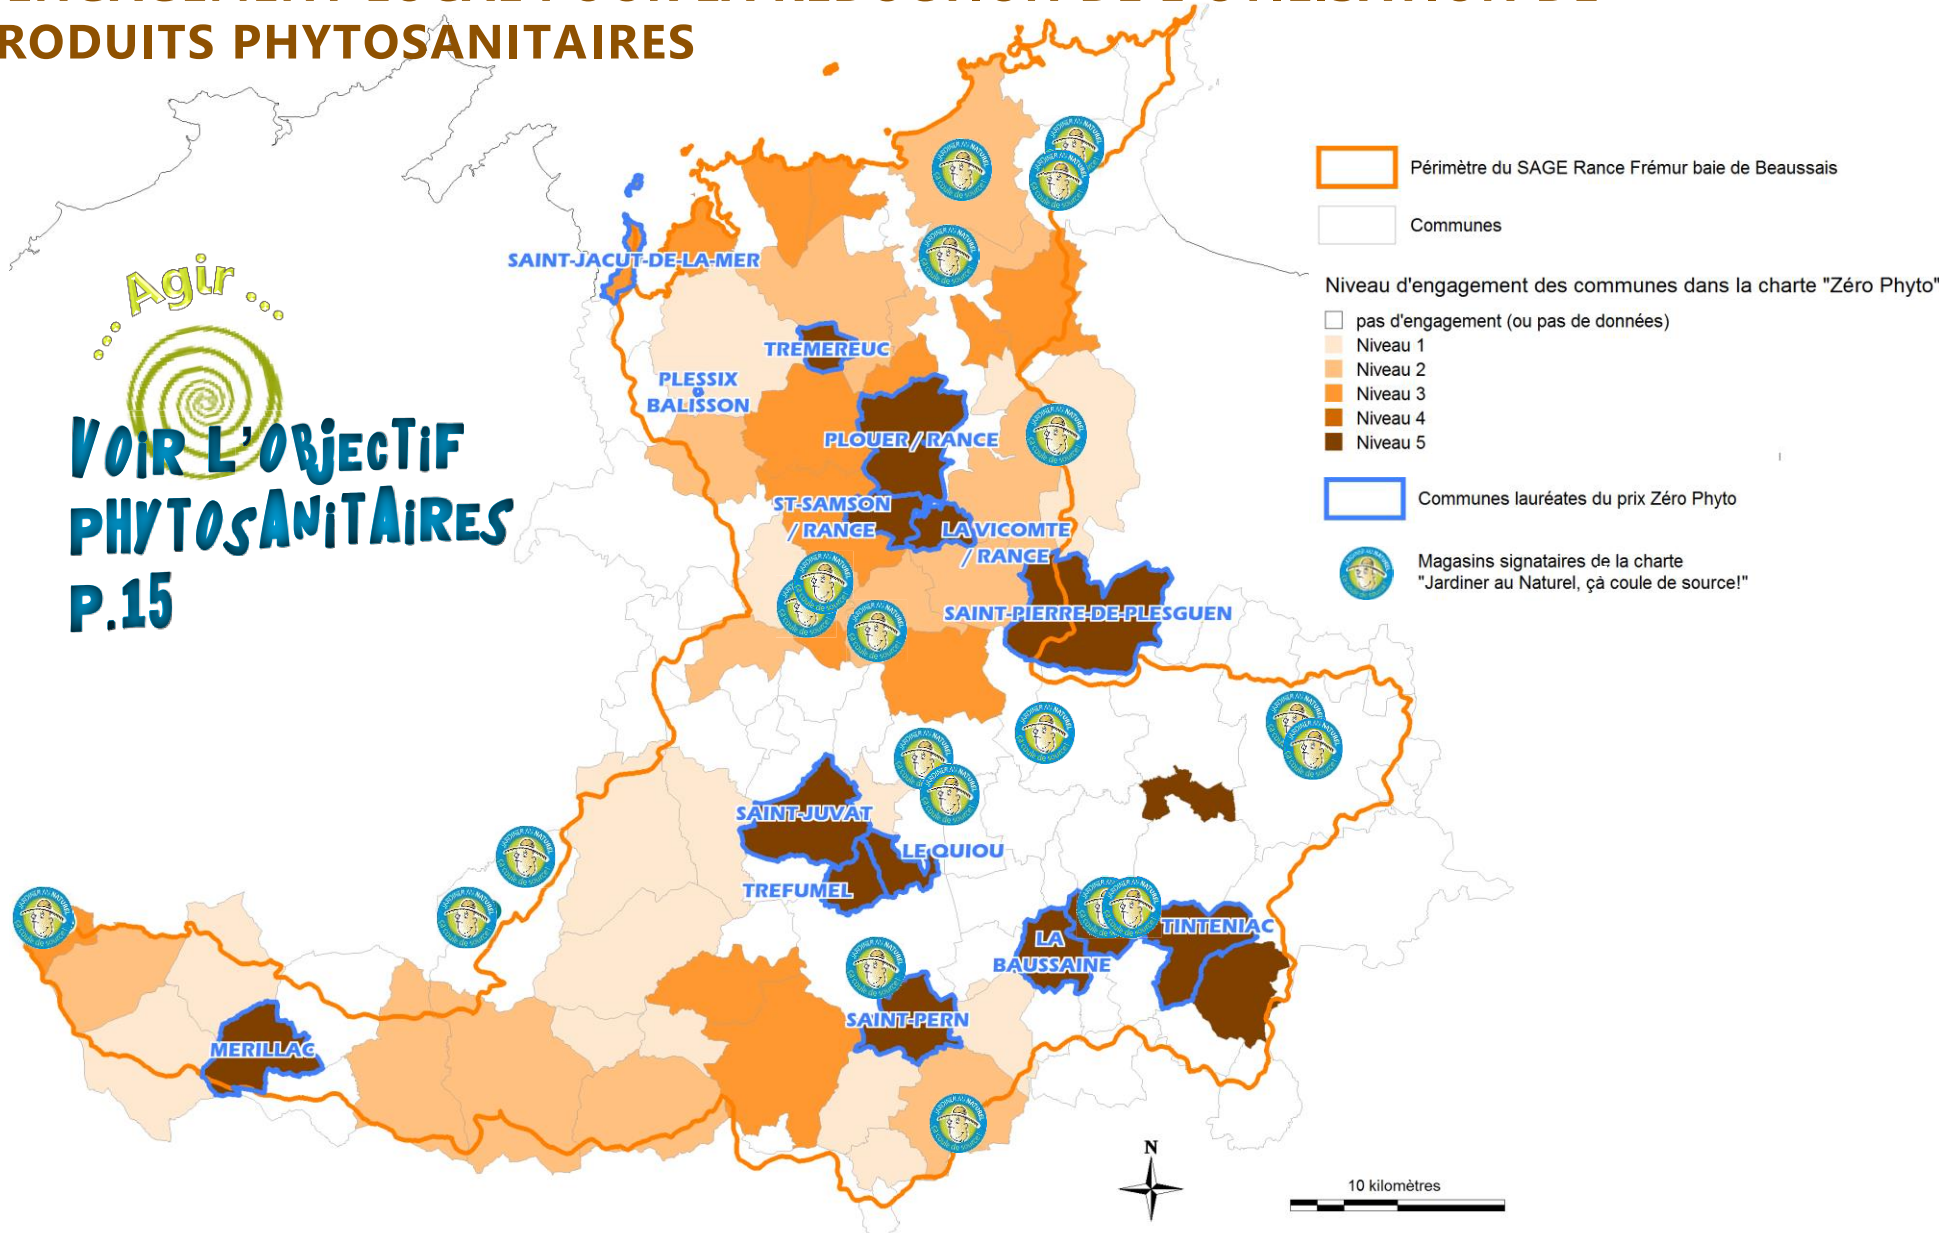 RODUITS PHYTOSANITAIRES
Périmètre du SAGE Rance Frémur baie de Beaussais
Communes
Niveau d'engagement des communes dans la charte "Zéro Phyto"
pas d'engagement (ou pas de données)
Niveau 1
Niveau 2
Niveau 3
Niveau 4
Niveau 5
Communes lauréates du prix Zéro Phyto
Magasins signataires de la charte
"Jardiner au Naturel, çà coule de source!"
...Agir...
VOIR L'OBJECTIF
PHYTOSANITAIRES
P.15
SAINT-JACUT-DE-LA-MER
TREMEREUC
PLESSIX
BALISSON
PLOUER / RANCE
ST-SAMSON
/ RANCE
LA VICOMTE
/ RANCE
SAINT-PIERRE-DE-PLESGUEN
SAINT-JUVAT
LE QUIOU
TREFUMEL
LA
BAUSSAINE
TINTENIAC
SAINT-PERN
MERILLAC
N
10 kilomètres